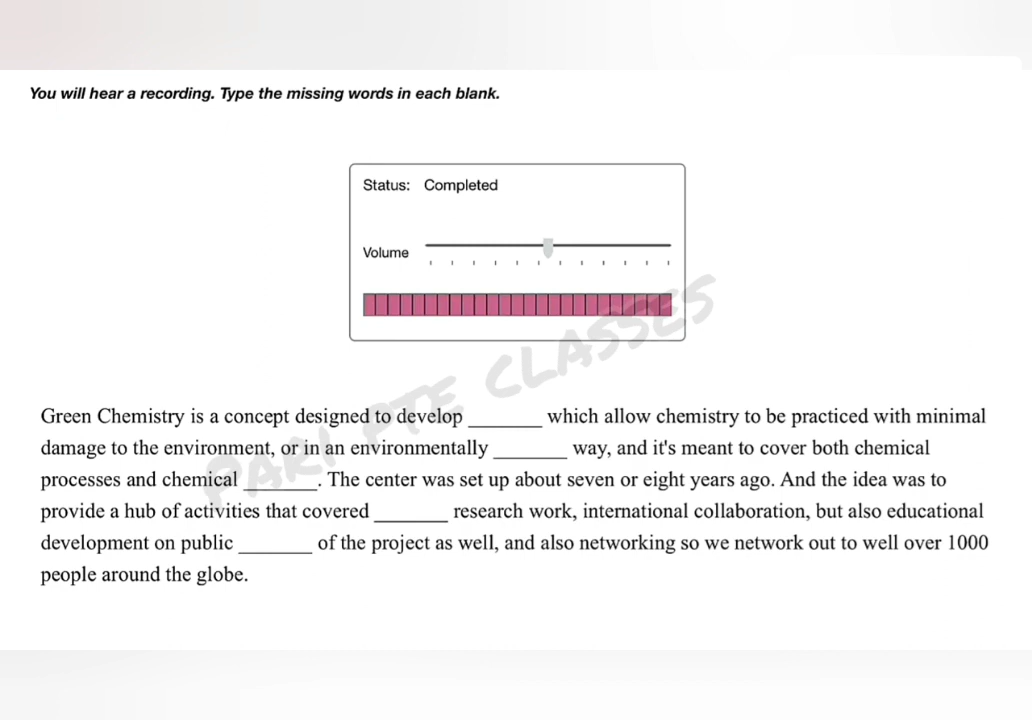 You will hear a recording. Type the missing words in each blank.
Status: Completed
Volume
PARI PTE CLASSES
Green Chemistry is a concept designed to develop _______ which allow chemistry to be practiced with minimal
damage to the environment, or in an environmentally _______ way, and it's meant to cover both chemical
processes and chemical _______. The center was set up about seven or eight years ago. And the idea was to
provide a hub of activities that covered _______ research work, international collaboration, but also educational
development on public _______ of the project as well, and also networking so we network out to well over 1000
people around the globe.